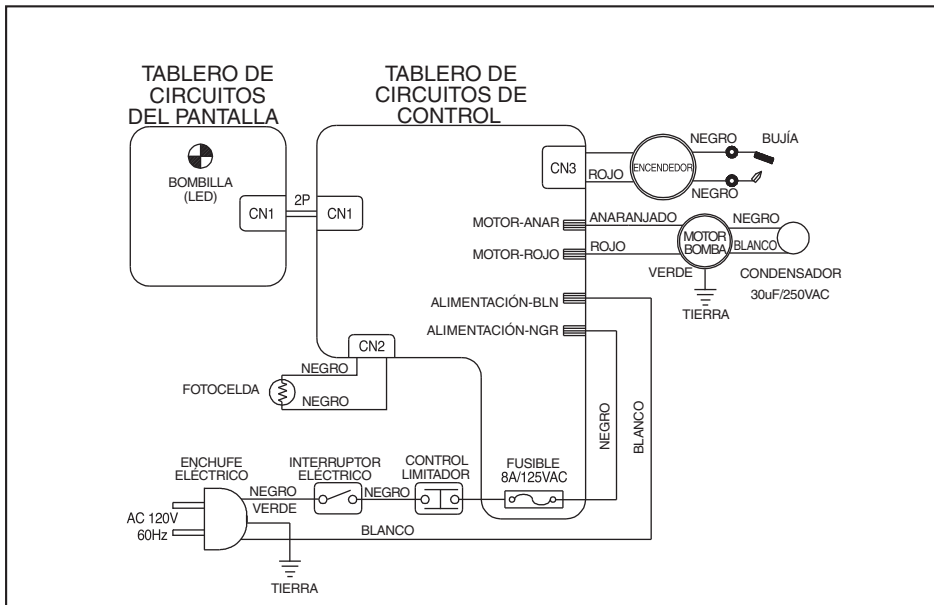 TABLERO DE
CIRCUITOS
DEL PANTALLA
TABLERO DE
CIRCUITOS DE
CONTROL
BOMBILLA
(LED)
CN1
2P
CN1
CN3
ROJO
ENCENDEDOR
NEGRO
BUJÍA
NEGRO
MOTOR-ANAR
ANARANJADO
MOTOR-ROJO
ROJO
MOTOR
BOMBA
NEGRO
BLANCO
VERDE
TIERRA
CONDENSADOR
30uF/250VAC
ALIMENTACIÓN-BLN
ALIMENTACIÓN-NGR
CN2
NEGRO
FOTOCELDA
NEGRO
NEGRO
BLANCO
ENCHUFE
ELÉCTRICO
INTERRUPTOR
ELÉCTRICO
CONTROL
LIMITADOR
FUSIBLE
8A/125VAC
NEGRO
VERDE
NEGRO
AC 120V
60Hz
BLANCO
TIERRA